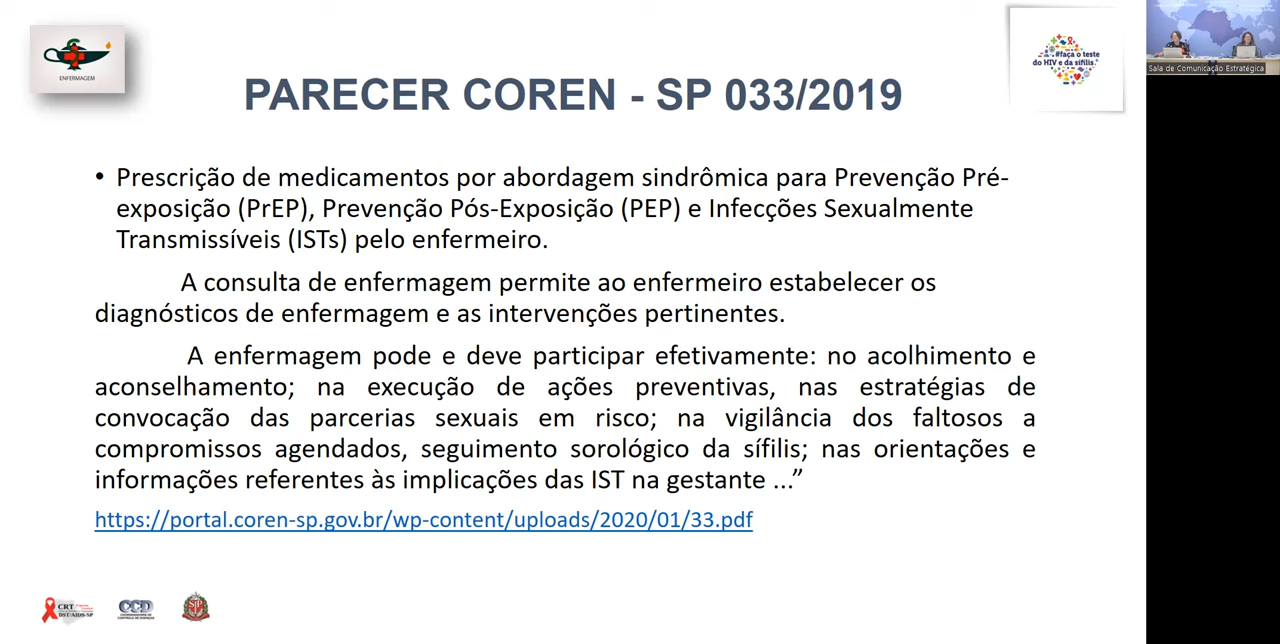 ENFERMAGEM
PARECER COREN - SP 033/2019
#faça o teste
do HIV e da sífilis.
Sala de Comunicação Estratégica
• Prescrição de medicamentos por abordagem sindrômica para Prevenção Pré-
exposição (PrEP), Prevenção Pós-Exposição (PEP) e Infecções Sexualmente
Transmissíveis (ISTs) pelo enfermeiro.
A consulta de enfermagem permite ao enfermeiro estabelecer os
diagnósticos de enfermagem e as intervenções pertinentes.
A enfermagem pode e deve participar efetivamente: no acolhimento e
aconselhamento; na execução de ações preventivas, nas estratégias de
convocação das parcerias sexuais em risco; na vigilância dos faltosos a
compromissos agendados, seguimento sorológico da sífilis; nas orientações e
informações referentes às implicações das IST na gestante ...”
https://portal.coren-sp.gov.br/wp-content/uploads/2020/01/33.pdf
CRT
DST/AIDS-SP
CCD
COORDENADORIA DE
CONTROLE DE DOENÇAS